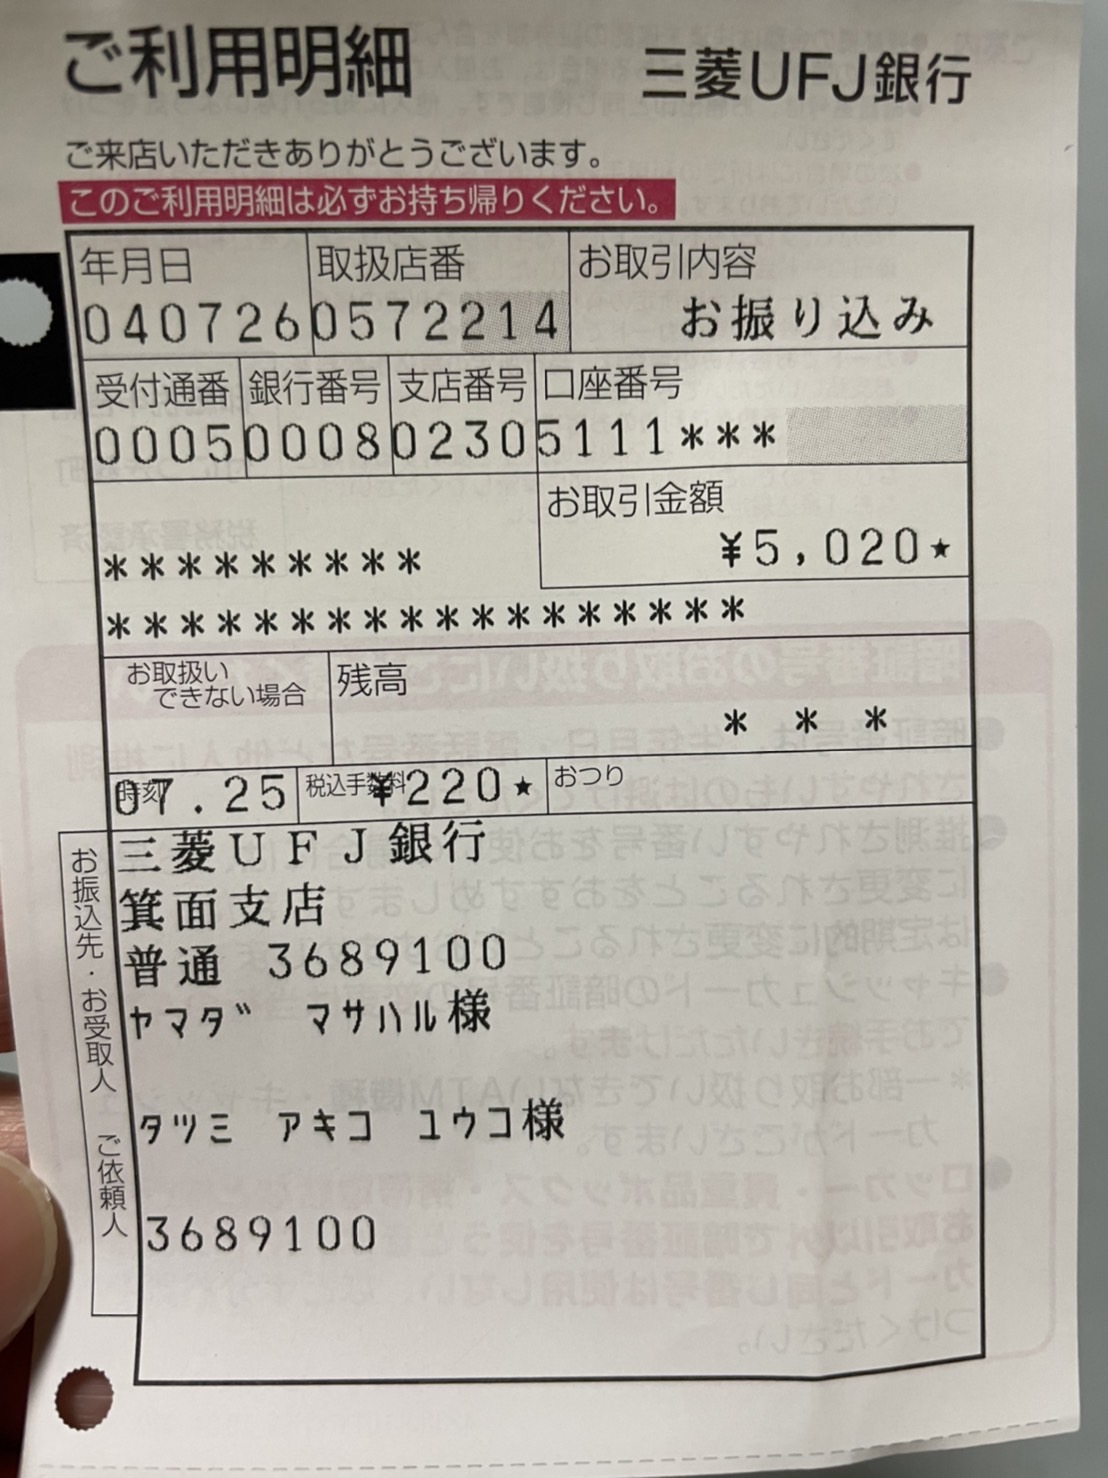 ご利用明細 三菱UFJ銀行
ご来店いただきありがとうございます。
このご利用明細は必ずお持ち帰りください。
年月日 取扱店番 お取引内容
040726 0572214 お振り込み
受付通番 銀行番号 支店番号 口座番号
0005 0008 0230 5111***
お取引金額
¥5,020★
*********
******************
お取扱い
できない場合
残高
* * *
時刻 07.25 税込手数料 ¥220★ おつり
お振込先・お受取人 ご依頼人
三菱UFJ銀行
箕面支店
普通 3689100
ヤマダ゛ マサハル様
タツミ アキコ ユウコ様
3689100